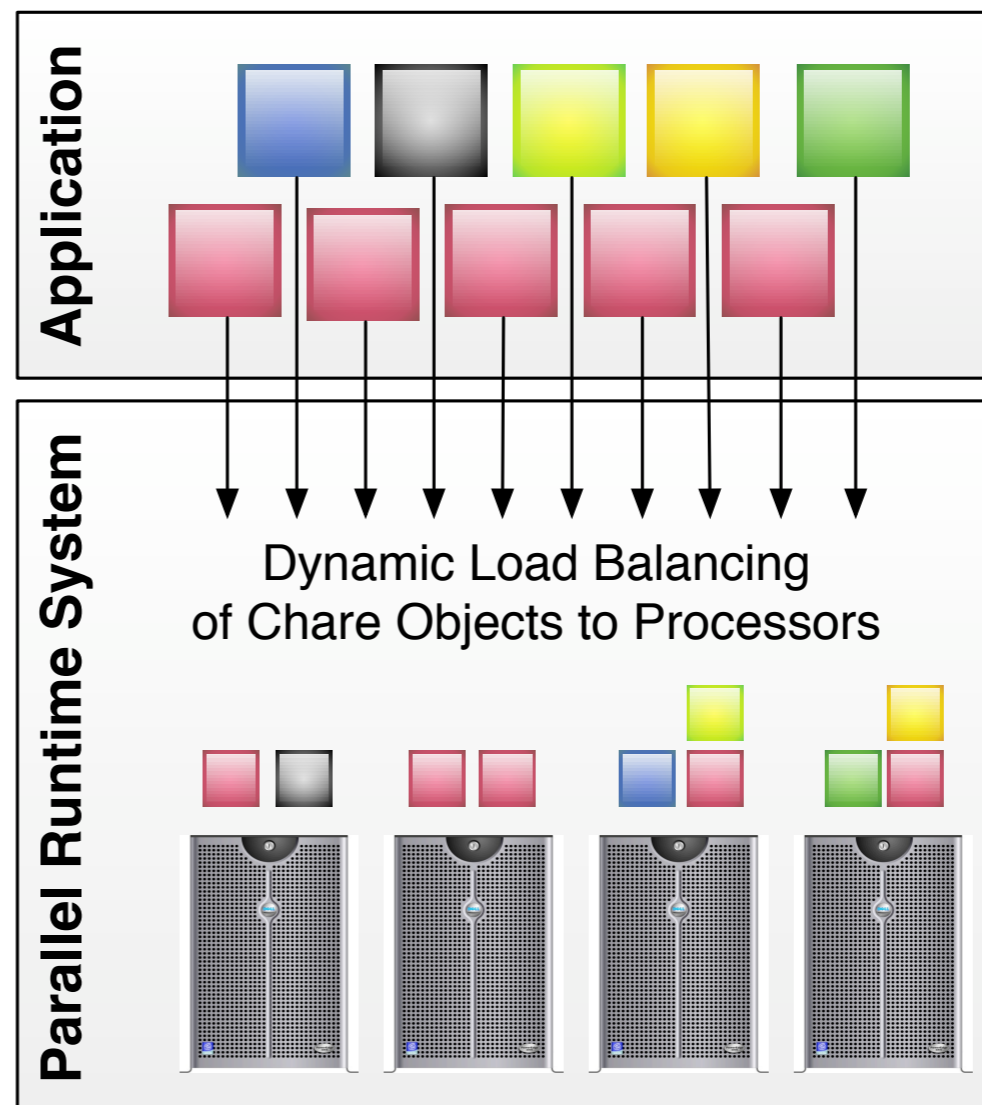 Application
Parallel Runtime System
Dynamic Load Balancing
of Chare Objects to Processors